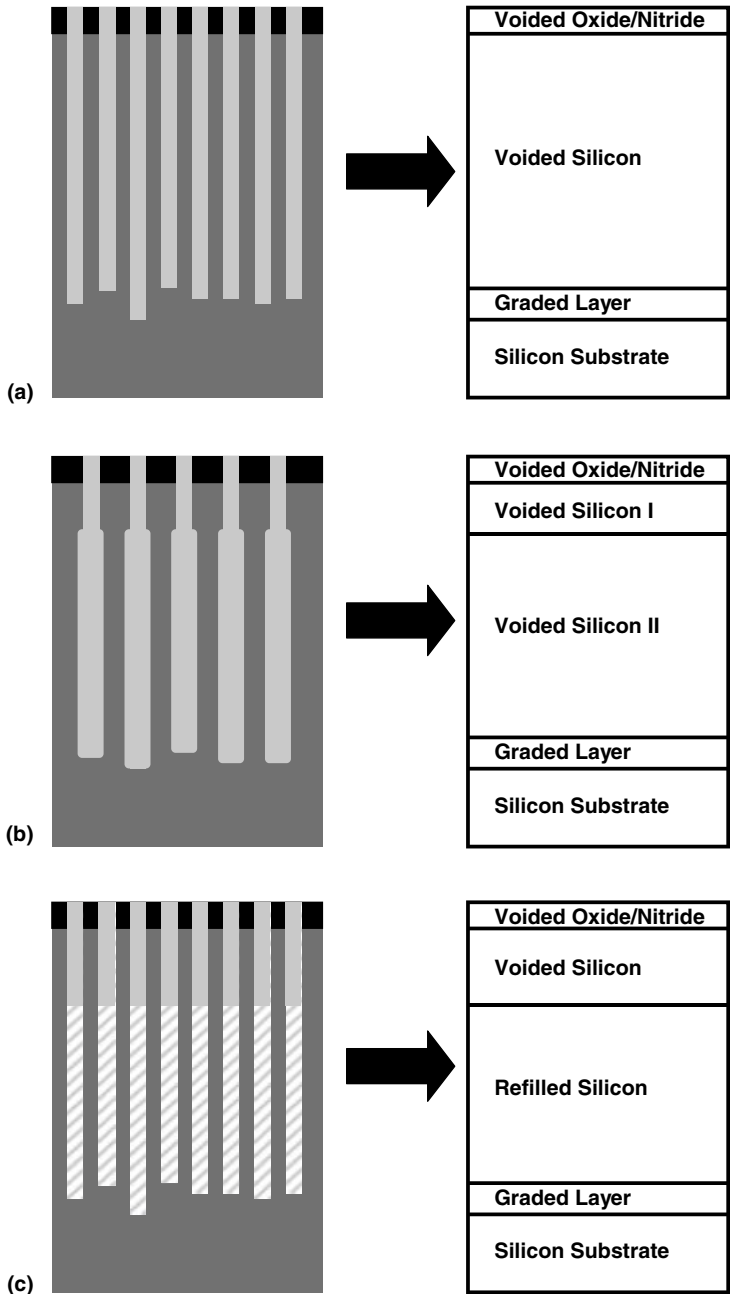 Voided Oxide/Nitride
Voided Silicon
Graded Layer
Silicon Substrate
(a)
Voided Oxide/Nitride
Voided Silicon I
Voided Silicon II
Graded Layer
Silicon Substrate
(b)
Voided Oxide/Nitride
Voided Silicon
Refilled Silicon
Graded Layer
Silicon Substrate
(c)